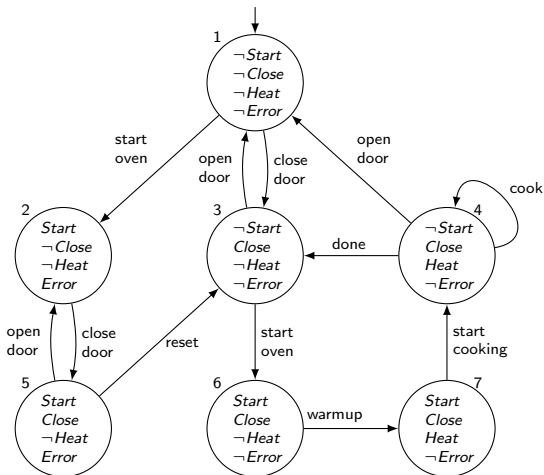 1
¬Start
¬Close
¬Heat
¬Error
start
oven
open
door
close
door
open
door
cook
2
Start
¬Close
¬Heat
Error
3
¬Start
Close
¬Heat
¬Error
done
4
¬Start
Close
Heat
¬Error
open
door
close
door
reset
start
oven
start
cooking
5
Start
Close
¬Heat
Error
6
Start
Close
¬Heat
¬Error
warmup
7
Start
Close
Heat
¬Error